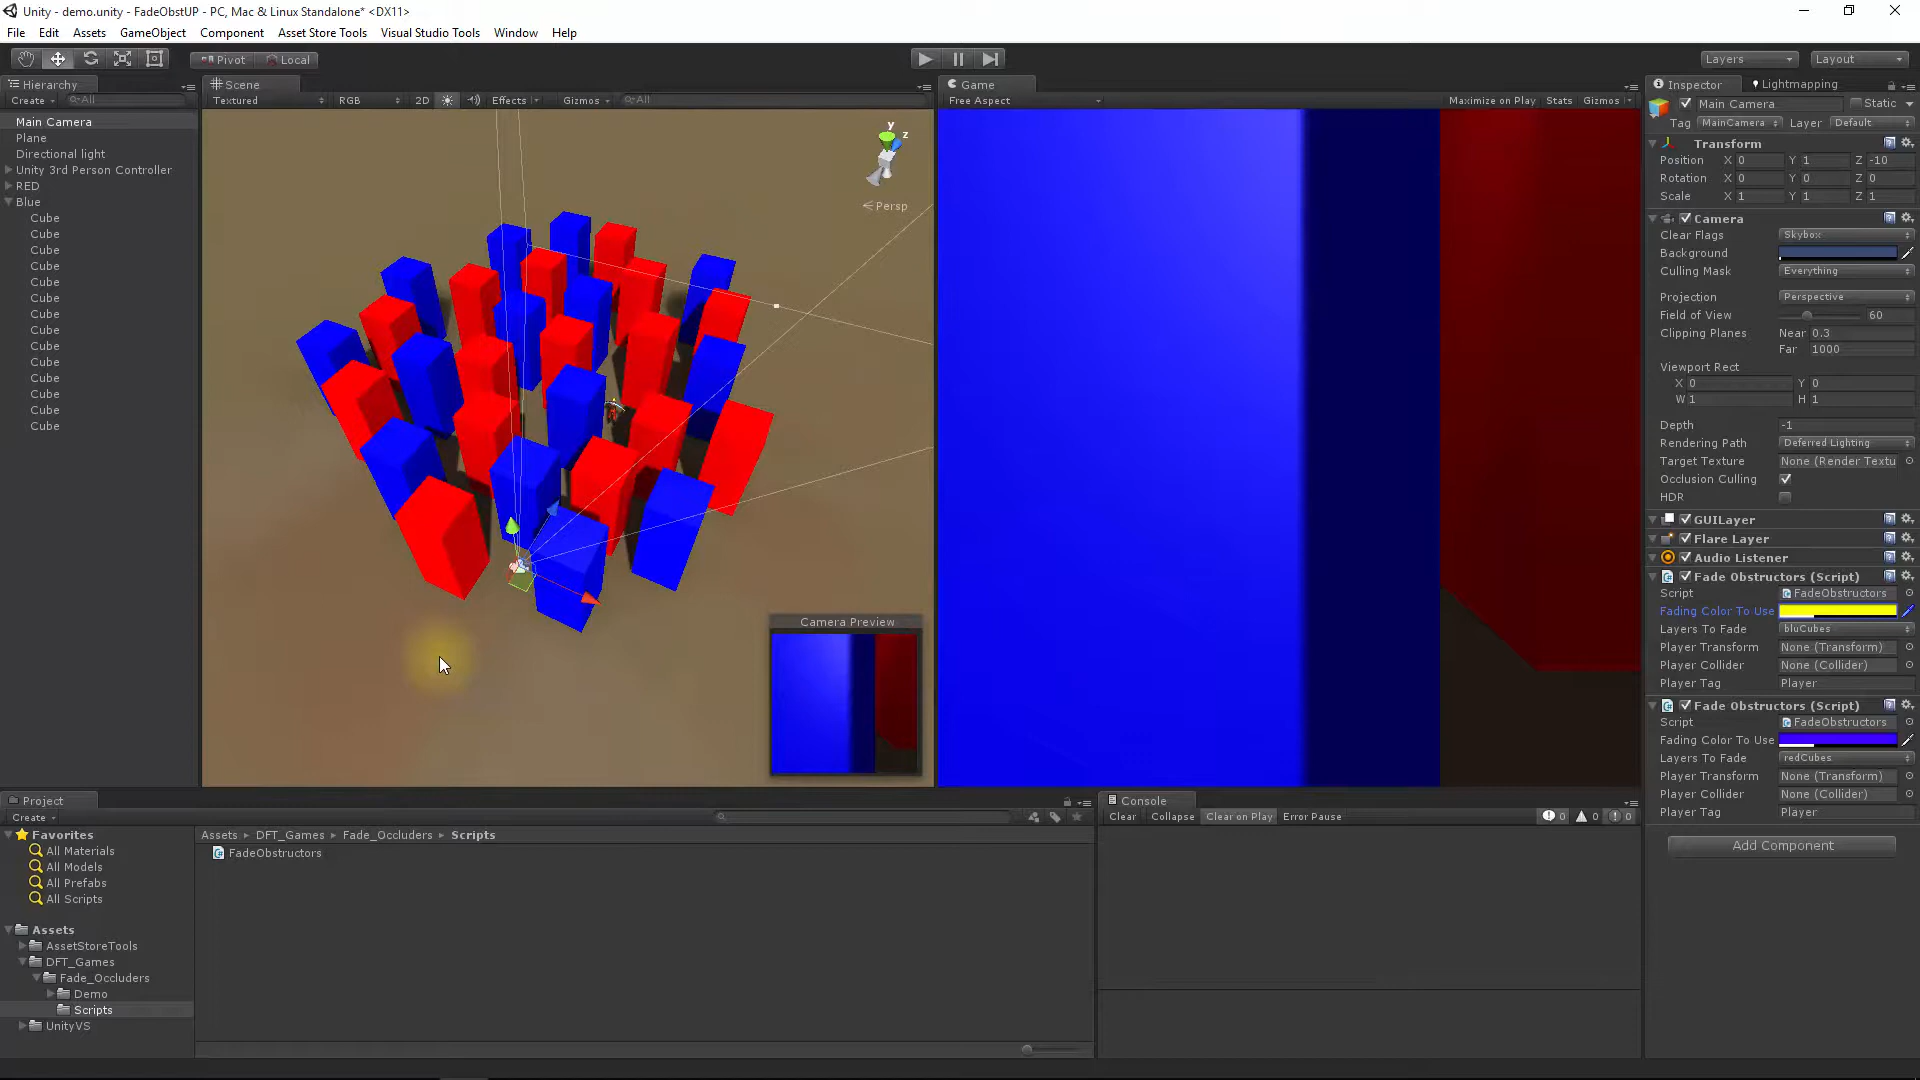 Unity - demo.unity - FadeObstUP - PC, Mac & Linux Standalone* <DX11>
File Edit Assets GameObject Component Asset Store Tools Visual Studio Tools Window Help
Pivot Local Layers Layout
Hierarchy
Create All
Main Camera
Plane
Directional light
Unity 3rd Person Controller
RED
Blue
Cube
Cube
Cube
Cube
Cube
Cube
Cube
Cube
Cube
Cube
Cube
Cube
Cube
Cube
Scene
Textured RGB 2D Effects Gizmos All
y
z
Persp
Camera Preview
Game
Free Aspect Maximize on Play Stats Gizmos
Inspector Lightmapping
Main Camera Static
Tag MainCamera Layer Default
Transform
Position X 0 Y 1 Z -10
Rotation X 0 Y 0 Z 0
Scale X 1 Y 1 Z 1
Camera
Clear Flags Skybox
Background
Culling Mask Everything
Projection Perspective
Field of View 60
Clipping Planes Near 0.3
Far 1000
Viewport Rect
X 0 Y 0
W 1 H 1
Depth -1
Rendering Path Deferred Lighting
Target Texture None (Render Textu
Occlusion Culling
HDR
GUILayer
Flare Layer
Audio Listener
Fade Obstructors (Script)
Script FadeObstructors
Fading Color To Use
Layers To Fade bluCubes
Player Transform None (Transform)
Player Collider None (Collider)
Player Tag Player
Fade Obstructors (Script)
Script FadeObstructors
Fading Color To Use
Layers To Fade redCubes
Player Transform None (Transform)
Player Collider None (Collider)
Player Tag Player
Add Component
Project
Create
Favorites
All Materials
All Models
All Prefabs
All Scripts
Assets
AssetStoreTools
DFT_Games
Fade_Occluders
Demo
Scripts
UnityVS
Assets DFT_Games Fade_Occluders Scripts
FadeObstructors
Console
Clear Collapse Clear on Play Error Pause 0 0 0